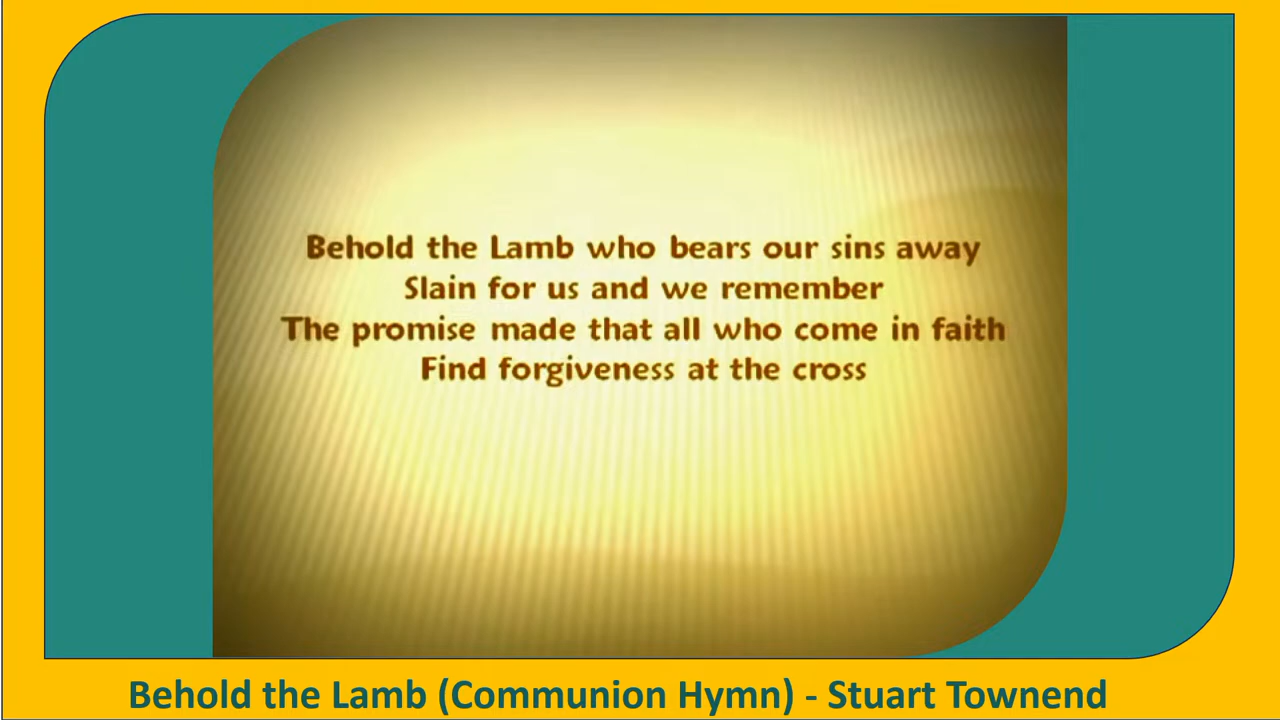 Behold the Lamb who bears our sins away
Slain for us and we remember
The promise made that all who come in faith
Find forgiveness at the cross
Behold the Lamb (Communion Hymn) - Stuart Townend